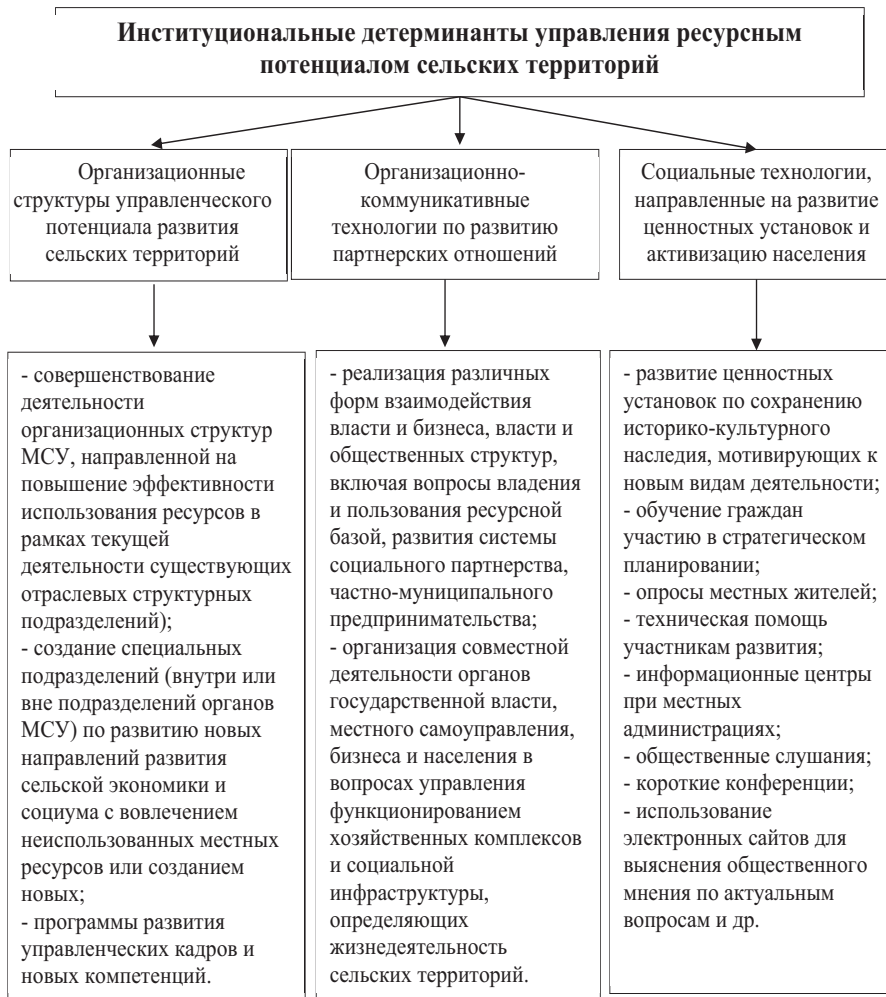 Институциональные детерминанты управления ресурсным
потенциалом сельских территорий
Организационные
структуры управленческого
потенциала развития
сельских территорий
Организационно-
коммуникативные
технологии по развитию
партнерских отношений
Социальные технологии,
направленные на развитие
ценностных установок и
активизацию населения
- совершенствование
деятельности
организационных структур
МСУ, направленной на
повышение эффективности
использования ресурсов в
рамках текущей
деятельности существующих
отраслевых структурных
подразделений);
- создание специальных
подразделений (внутри или
вне подразделений органов
МСУ) по развитию новых
направлений развития
сельской экономики и
социума с вовлечением
неиспользованных местных
ресурсов или созданием
новых;
- программы развития
управленческих кадров и
новых компетенций.
- реализация различных
форм взаимодействия
власти и бизнеса, власти и
общественных структур,
включая вопросы владения
и пользования ресурсной
базой, развития системы
социального партнерства,
частно-муниципального
предпринимательства;
- организация совместной
деятельности органов
государственной власти,
местного самоуправления,
бизнеса и населения в
вопросах управления
функционированием
хозяйственных комплексов
и социальной
инфраструктуры,
определяющих
жизнедеятельность
сельских территорий.
- развитие ценностных
установок по сохранению
историко-культурного
наследия, мотивирующих к
новым видам деятельности;
- обучение граждан
участию в стратегическом
планировании;
- опросы местных жителей;
- техническая помощь
участникам развития;
- информационные центры
при местных
администрациях;
- общественные слушания;
- короткие конференции;
- использование
электронных сайтов для
выяснения общественного
мнения по актуальным
вопросам и др.